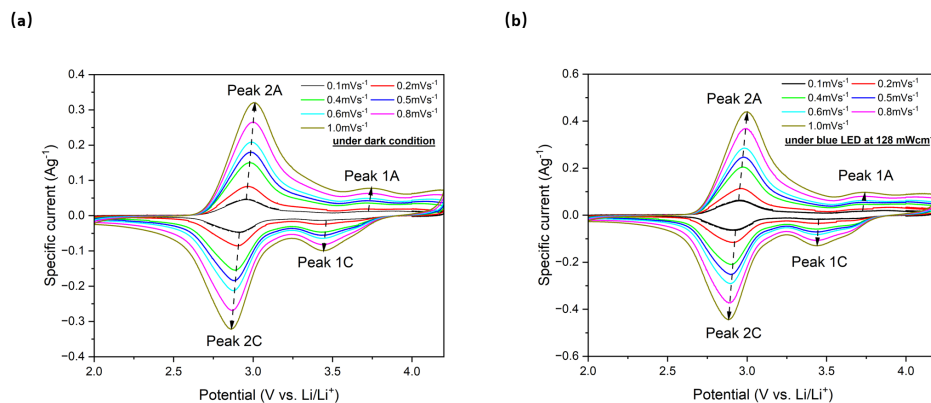 (a)
0.4
0.3
0.2
0.1
0.0
−0.1
−0.2
−0.3
−0.4
Specific current (Ag⁻¹)
2.0 2.5 3.0 3.5 4.0
Potential (V vs. Li/Li⁺)
Peak 2A
0.1mVs⁻¹ 0.2mVs⁻¹
0.4mVs⁻¹ 0.5mVs⁻¹
0.6mVs⁻¹ 0.8mVs⁻¹
1.0mVs⁻¹
under dark condition
Peak 1A
Peak 1C
Peak 2C
(b)
0.6
0.4
0.2
0.0
−0.2
−0.4
−0.6
Specific current (Ag⁻¹)
2.0 2.5 3.0 3.5 4.0
Potential (V vs. Li/Li⁺)
Peak 2A
0.1mVs⁻¹ 0.2mVs⁻¹
0.4mVs⁻¹ 0.5mVs⁻¹
0.6mVs⁻¹ 0.8mVs⁻¹
1.0mVs⁻¹
under blue LED at 128 mWcm⁻
Peak 1A
Peak 1C
Peak 2C